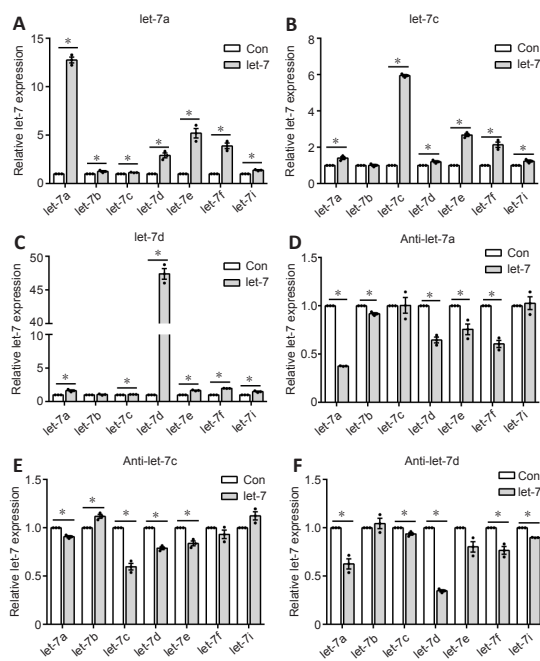 A
let-7a
Relative let-7 expression
15
10
5
0
Con
let-7
* * * * * * *
let-7a let-7b let-7c let-7d let-7e let-7f let-7i
B
let-7c
Relative let-7 expression
8
6
4
2
0
Con
let-7
* * * * * *
let-7a let-7b let-7c let-7d let-7e let-7f let-7i
C
let-7d
Relative let-7 expression
50
45
40
10
5
0
Con
let-7
* * * * * *
let-7a let-7b let-7c let-7d let-7e let-7f let-7i
D
Anti-let-7a
Relative let-7 expression
1.5
1.0
0.5
0.0
Con
let-7
* * * * *
let-7a let-7b let-7c let-7d let-7e let-7f let-7i
E
Anti-let-7c
Relative let-7 expression
1.5
1.0
0.5
0
Con
let-7
* * * * *
let-7a let-7b let-7c let-7d let-7e let-7f let-7i
F
Anti-let-7d
Relative let-7 expression
1.5
1.0
0.5
0
Con
let-7
* * * * *
let-7a let-7b let-7c let-7d let-7e let-7f let-7i